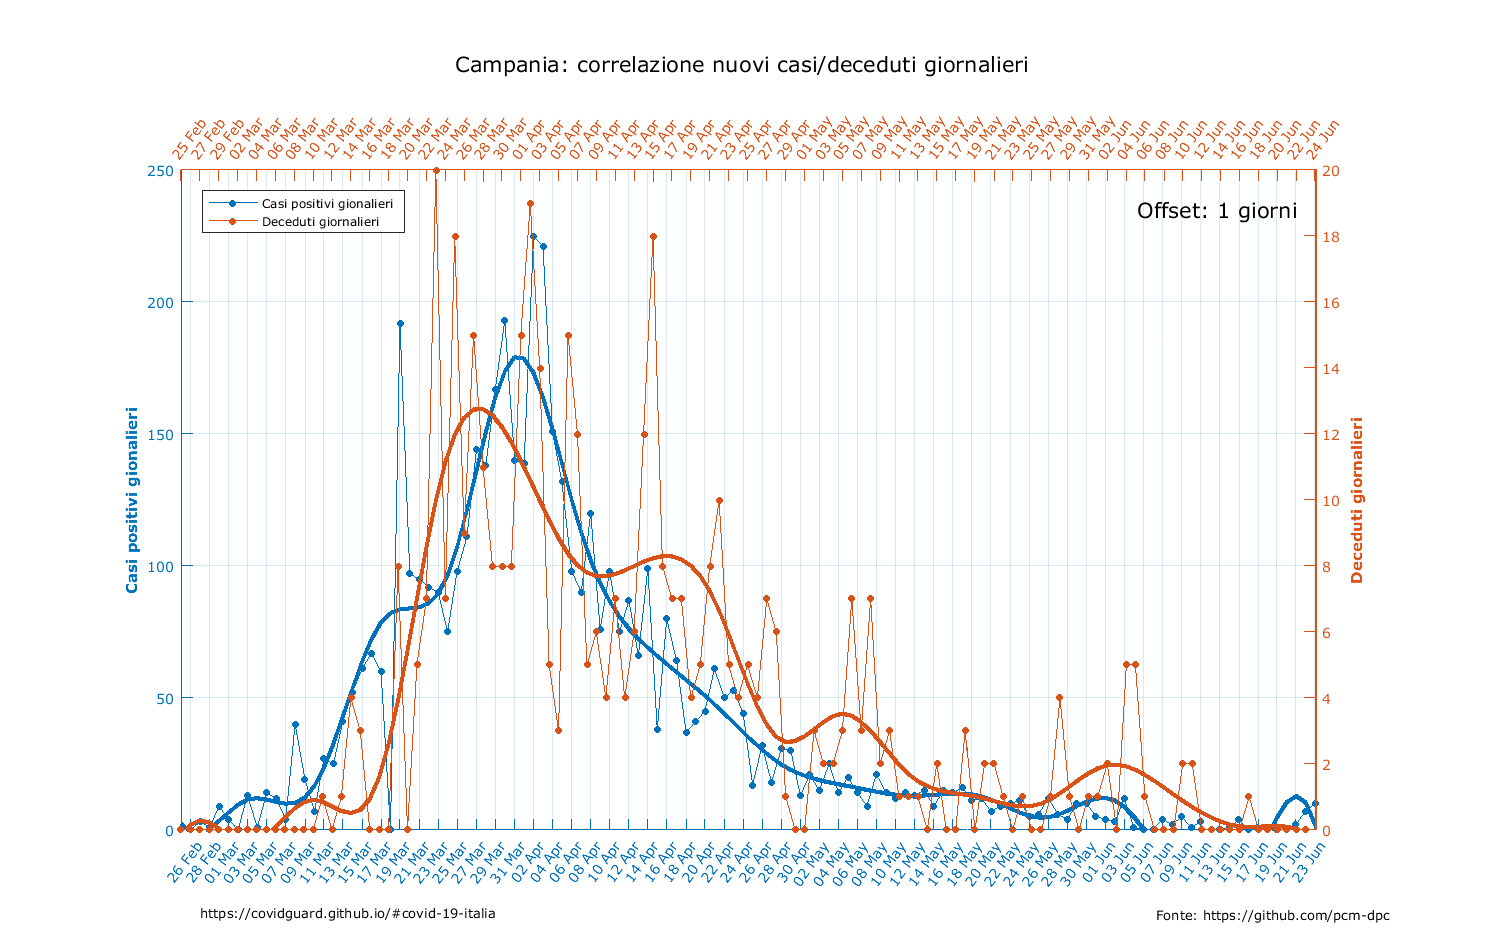 Campania: correlazione nuovi casi/deceduti giornalieri
25 Feb
27 Feb
29 Feb
02 Mar
04 Mar
06 Mar
08 Mar
10 Mar
12 Mar
14 Mar
16 Mar
18 Mar
20 Mar
22 Mar
24 Mar
26 Mar
28 Mar
30 Mar
01 Apr
03 Apr
05 Apr
07 Apr
09 Apr
11 Apr
13 Apr
15 Apr
17 Apr
19 Apr
21 Apr
23 Apr
25 Apr
27 Apr
29 Apr
01 May
03 May
05 May
07 May
09 May
11 May
13 May
15 May
17 May
19 May
21 May
23 May
25 May
27 May
29 May
31 May
02 Jun
04 Jun
06 Jun
08 Jun
10 Jun
12 Jun
14 Jun
16 Jun
18 Jun
20 Jun
22 Jun
24 Jun
Casi positivi gionalieri
Deceduti giornalieri
Offset: 1 giorni
250
200
150
100
50
0
Casi positivi gionalieri
20
18
16
14
12
10
8
6
4
2
0
Deceduti giornalieri
26 Feb
28 Feb
01 Mar
03 Mar
05 Mar
07 Mar
09 Mar
11 Mar
13 Mar
15 Mar
17 Mar
19 Mar
21 Mar
23 Mar
25 Mar
27 Mar
29 Mar
31 Mar
02 Apr
04 Apr
06 Apr
08 Apr
10 Apr
12 Apr
14 Apr
16 Apr
18 Apr
20 Apr
22 Apr
24 Apr
26 Apr
28 Apr
30 Apr
02 May
04 May
06 May
08 May
10 May
12 May
14 May
16 May
18 May
20 May
22 May
24 May
26 May
28 May
30 May
01 Jun
03 Jun
05 Jun
07 Jun
09 Jun
11 Jun
13 Jun
15 Jun
17 Jun
19 Jun
21 Jun
23 Jun
https://covidguard.github.io/#covid-19-italia
Fonte: https://github.com/pcm-dpc